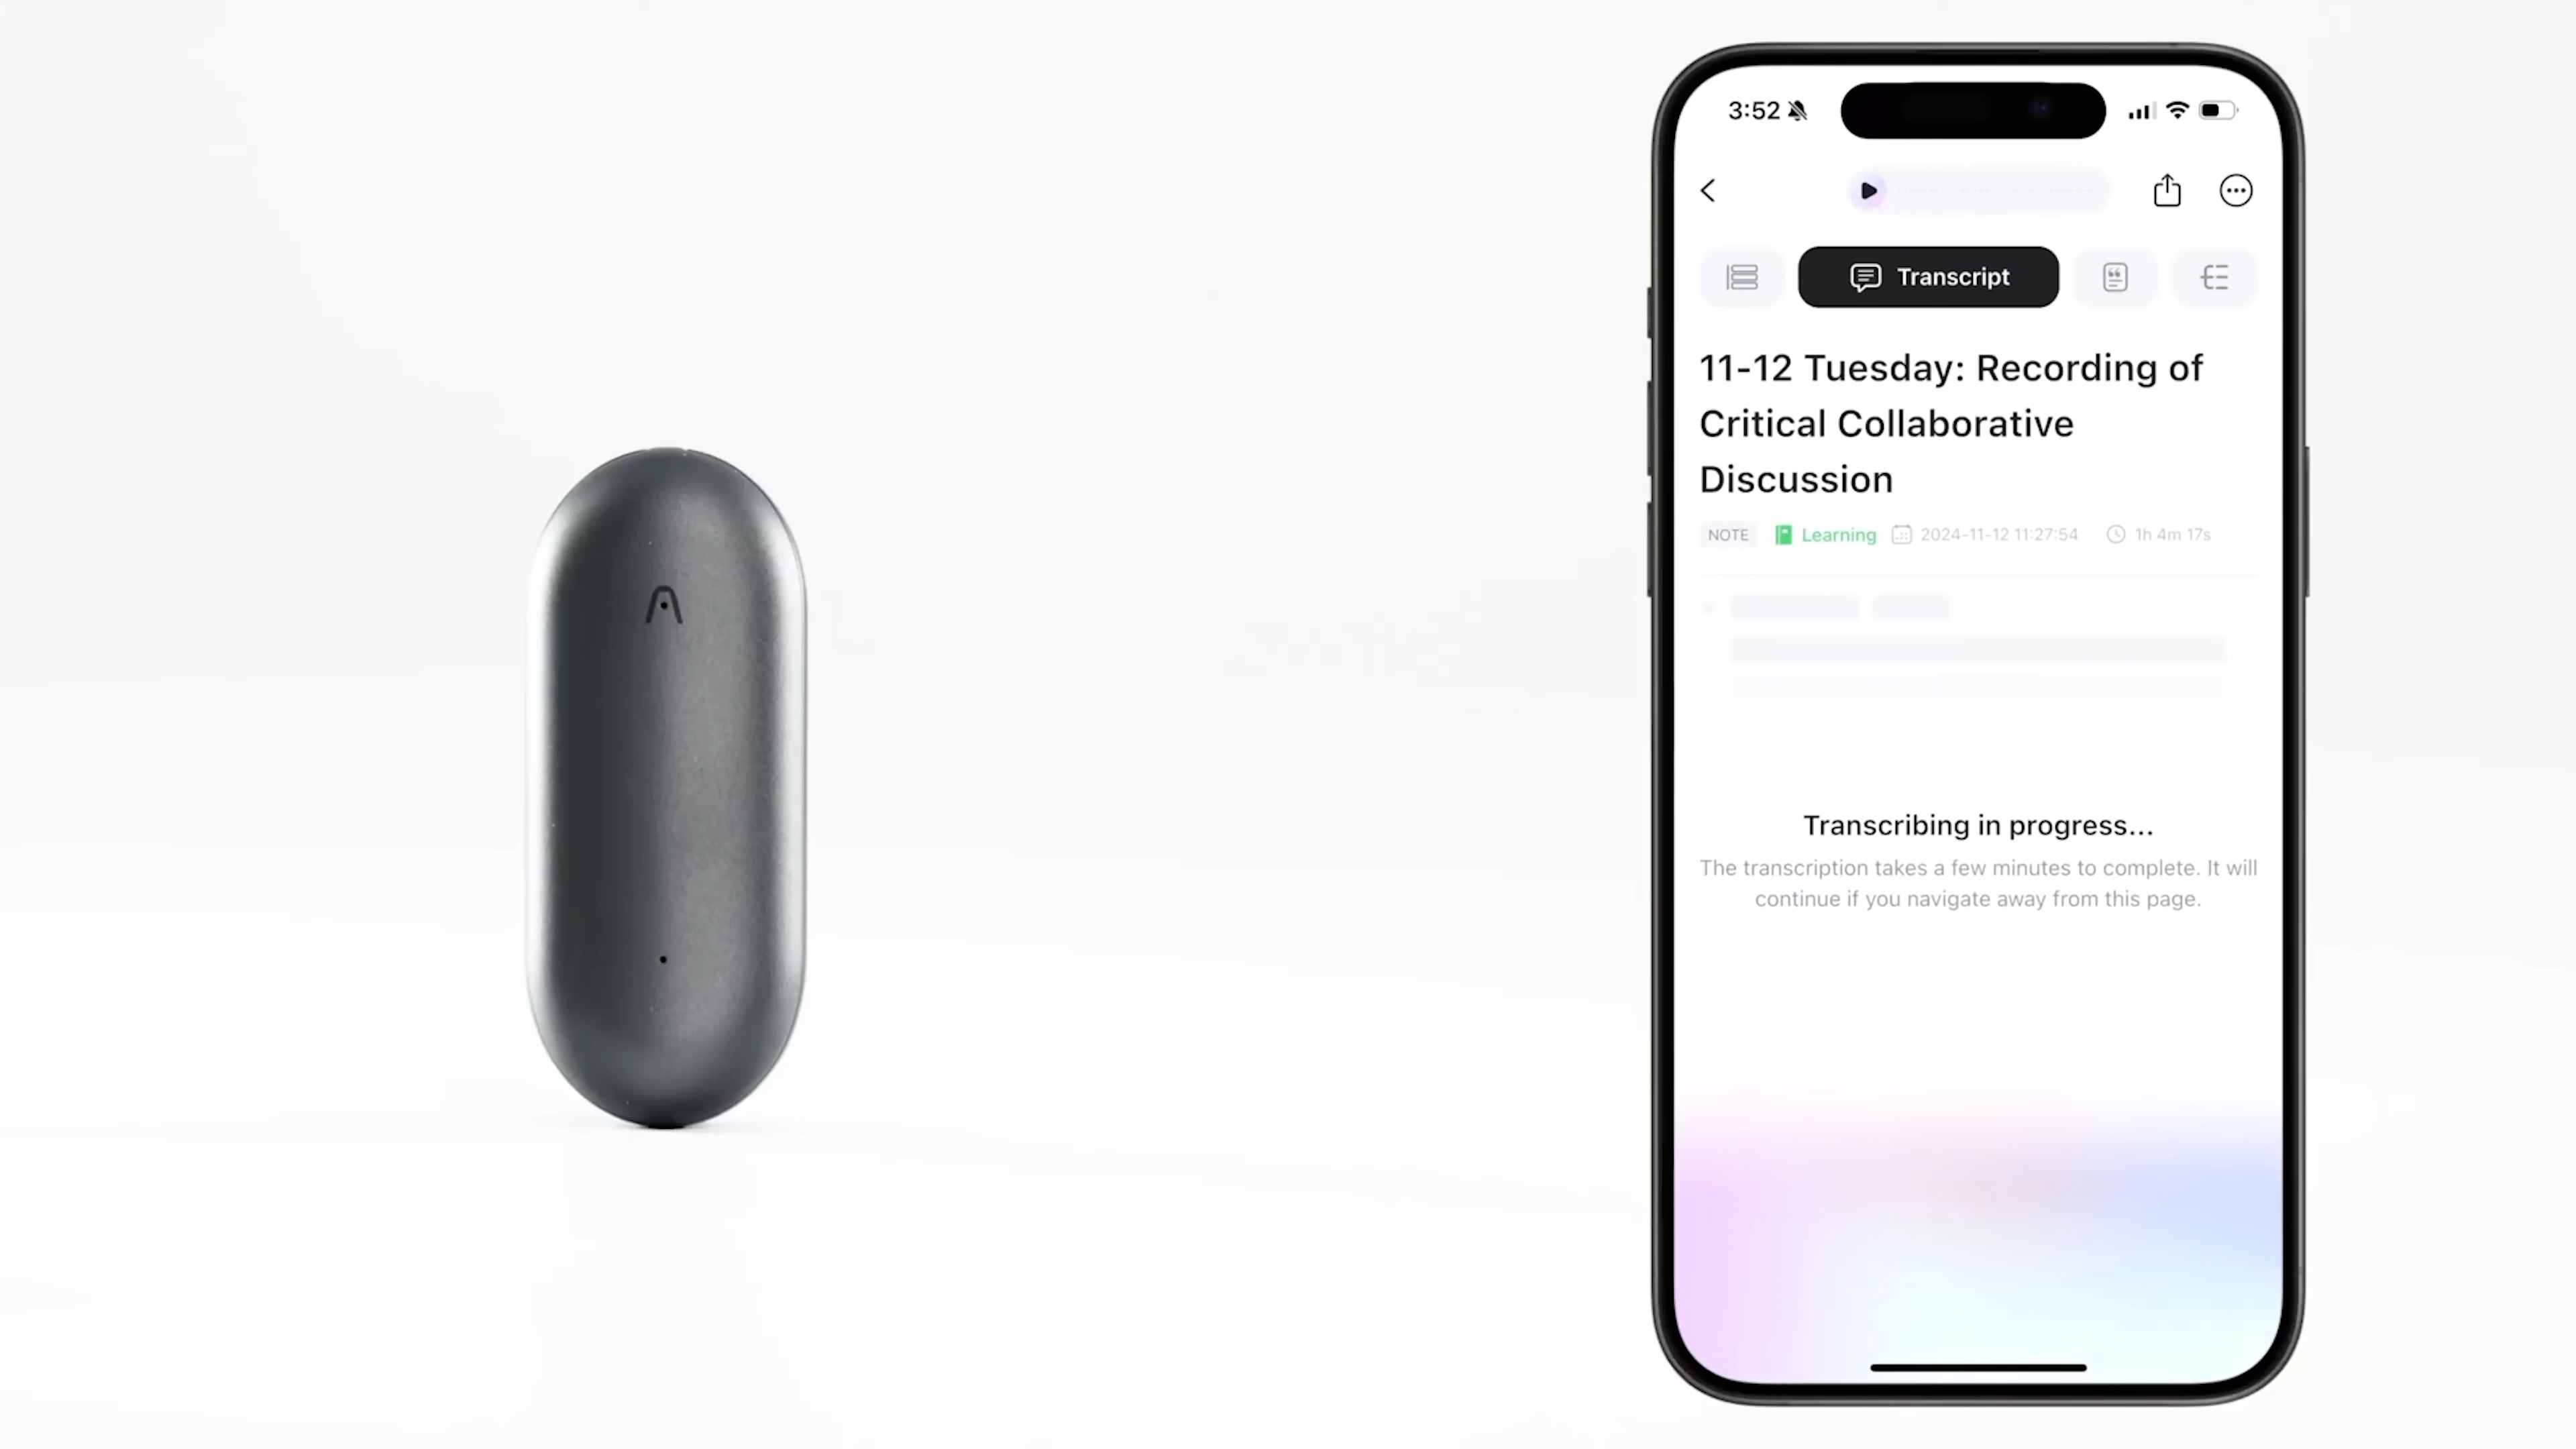 3:52
Transcript
11-12 Tuesday: Recording of
Critical Collaborative
Discussion
NOTE Learning 2024-11-12 11:27:54 1h 4m 17s
Transcribing in progress...
The transcription takes a few minutes to complete. It will
continue if you navigate away from this page.